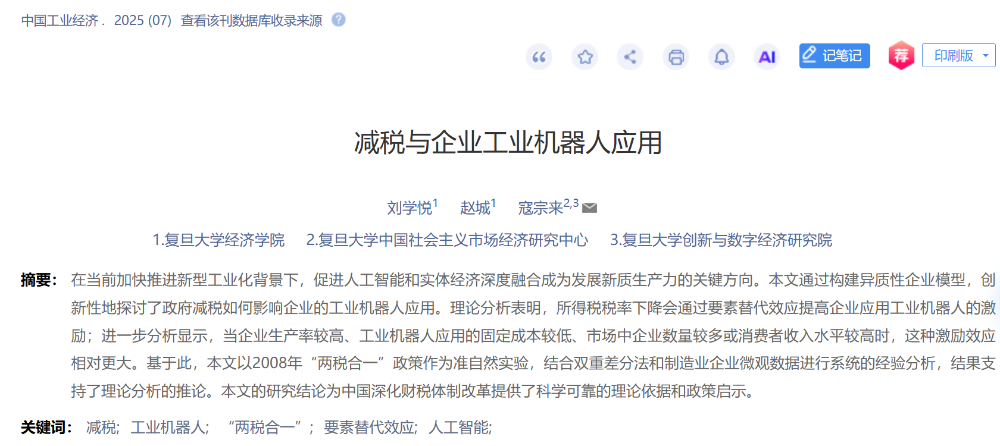 中国工业经济 . 2025 (07) 查看该刊数据库收录来源 ?
“ AI 记笔记 荐 印刷版
减税与企业工业机器人应用
刘学悦1 赵城1 寇宗来2,3
1.复旦大学经济学院 2.复旦大学中国社会主义市场经济研究中心 3.复旦大学创新与数字经济研究院
摘要： 在当前加快推进新型工业化背景下，促进人工智能和实体经济深度融合成为发展新质生产力的关键方向。本文通过构建异质性企业模型，创
新性地探讨了政府减税如何影响企业的工业机器人应用。理论分析表明，所得税税率下降会通过要素替代效应提高企业应用工业机器人的激
励；进一步分析显示，当企业生产率较高、工业机器人应用的固定成本较低、市场中企业数量较多或消费者收入水平较高时，这种激励效应
相对更大。基于此，本文以2008年“两税合一”政策作为准自然实验，结合双重差分法和制造业企业微观数据进行系统的经验分析，结果支
持了理论分析的推论。本文的研究结论为中国深化财税体制改革提供了科学可靠的理论依据和政策启示。
关键词： 减税; 工业机器人; “两税合一”; 要素替代效应; 人工智能;